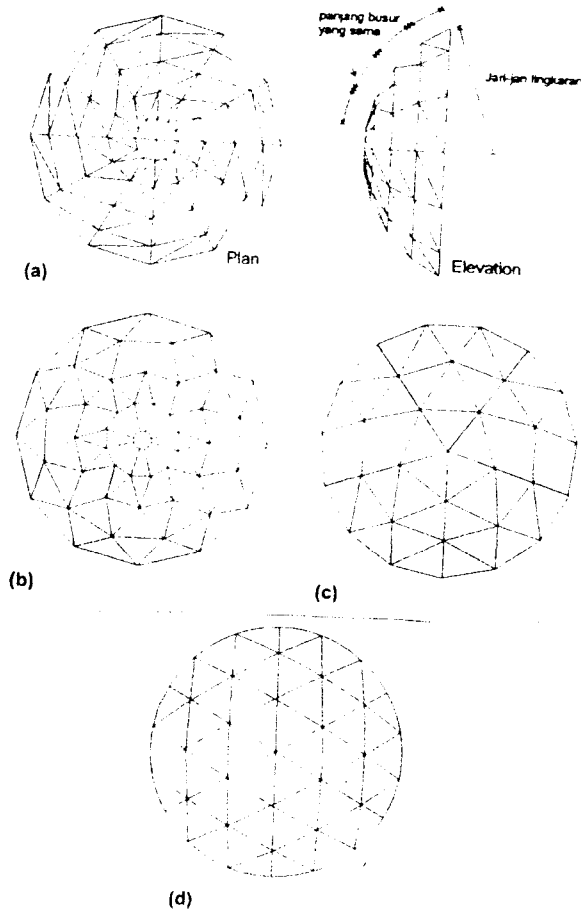 panjang busur
yang sama
Jari-jari lingkaran
Plan
Elevation
(a)
(b)
(c)
(d)